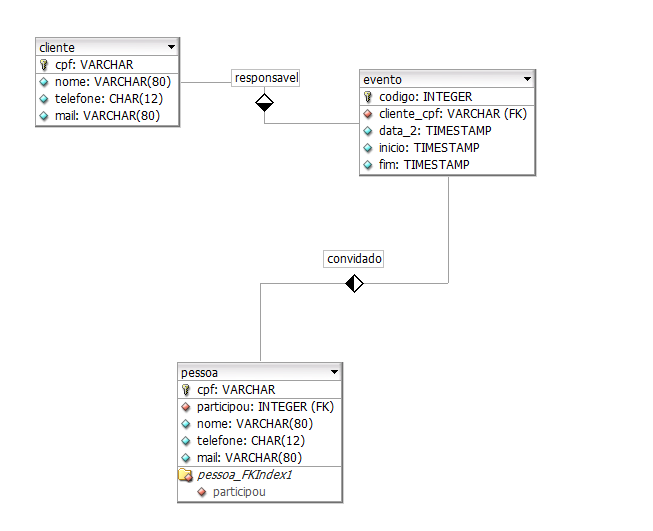 cliente
cpf: VARCHAR
nome: VARCHAR(80)
telefone: CHAR(12)
mail: VARCHAR(80)
responsavel
evento
codigo: INTEGER
cliente_cpf: VARCHAR (FK)
data_2: TIMESTAMP
inicio: TIMESTAMP
fim: TIMESTAMP
convidado
pessoa
cpf: VARCHAR
participou: INTEGER (FK)
nome: VARCHAR(80)
telefone: CHAR(12)
mail: VARCHAR(80)
pessoa_FKIndex1
participou